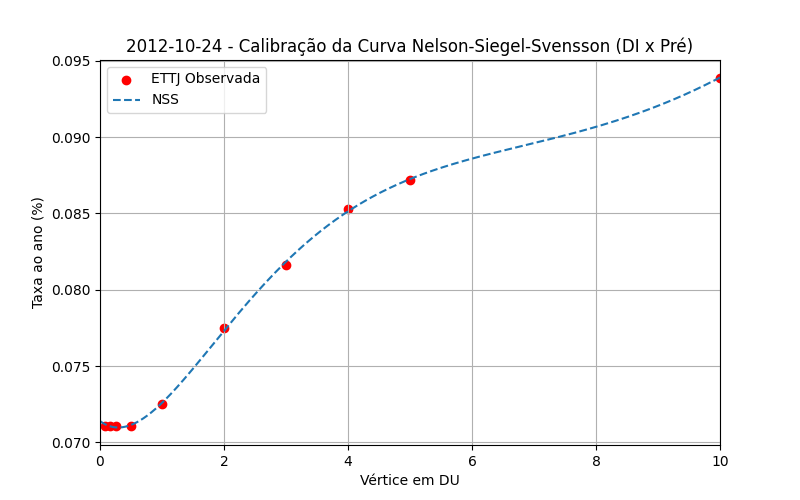 2012-10-24 - Calibração da Curva Nelson-Siegel-Svensson (DI x Pré)
ETTJ Observada
NSS
Taxa ao ano (%)
0.095
0.090
0.085
0.080
0.075
0.070
0 2 4 6 8 10
Vértice em DU